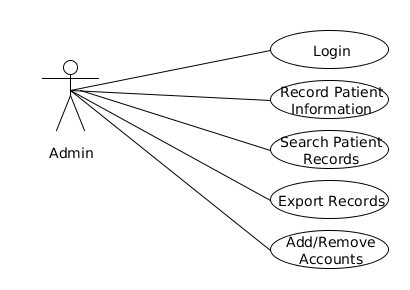 Login
Record Patient
Information
Search Patient
Records
Admin
Export Records
Add/Remove
Accounts